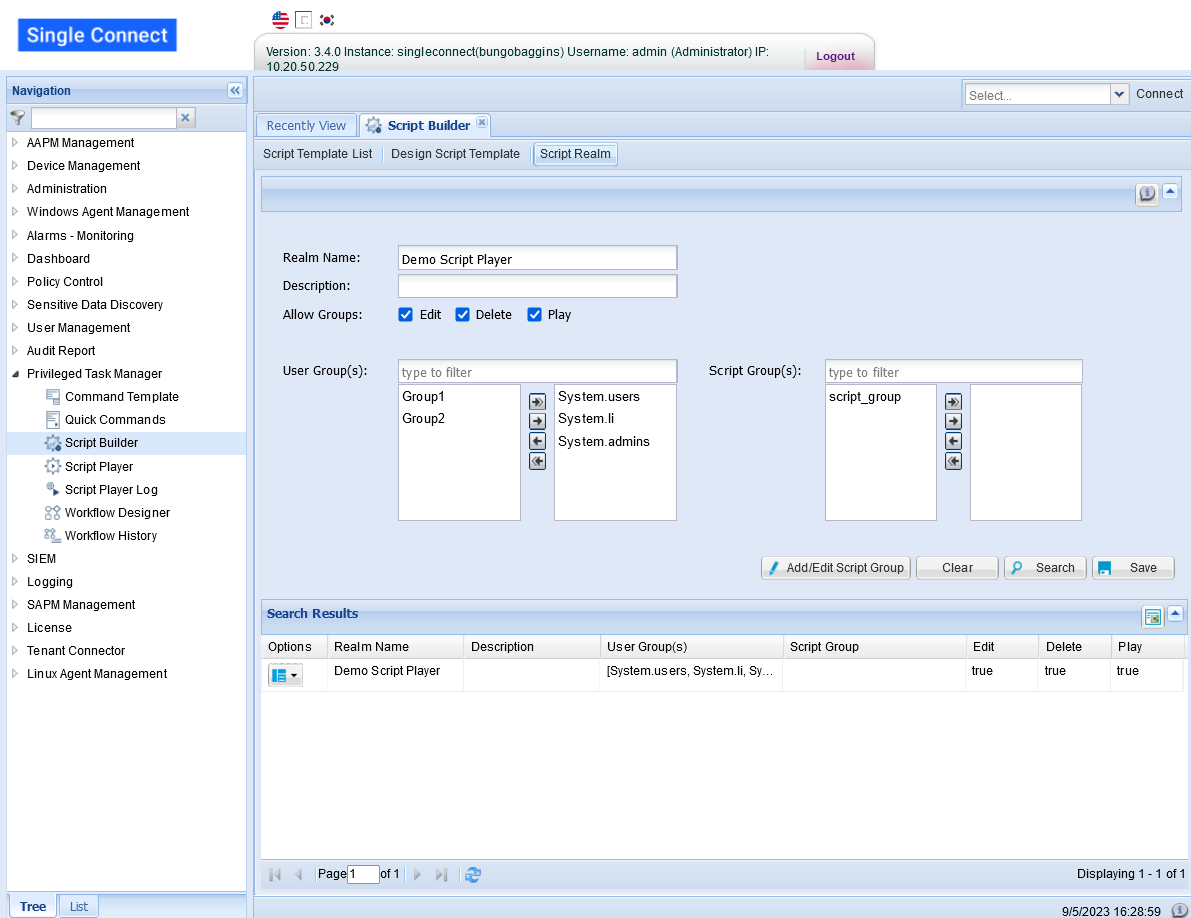 Single Connect
Version: 3.4.0 Instance: singleconnect(bungobaggins) Username: admin (Administrator) IP:
10.20.50.229
Logout
Navigation
Select...
Connect
Recently View
Script Builder
Script Template List
Design Script Template
Script Realm
AAPM Management
Device Management
Administration
Windows Agent Management
Alarms - Monitoring
Dashboard
Policy Control
Sensitive Data Discovery
User Management
Audit Report
Privileged Task Manager
Command Template
Quick Commands
Script Builder
Script Player
Script Player Log
Workflow Designer
Workflow History
SIEM
Logging
SAPM Management
License
Tenant Connector
Linux Agent Management
Tree
List
Realm Name:
Demo Script Player
Description:
Allow Groups:
Edit
Delete
Play
User Group(s):
type to filter
Group1
Group2
System.users
System.li
System.admins
Script Group(s):
type to filter
script_group
Add/Edit Script Group
Clear
Search
Save
Search Results
Options
Realm Name
Description
User Group(s)
Script Group
Edit
Delete
Play
Demo Script Player
[System.users, System.li, Sy...
true
true
true
Page 1 of 1
Displaying 1 - 1 of 1
9/5/2023 16:28:59